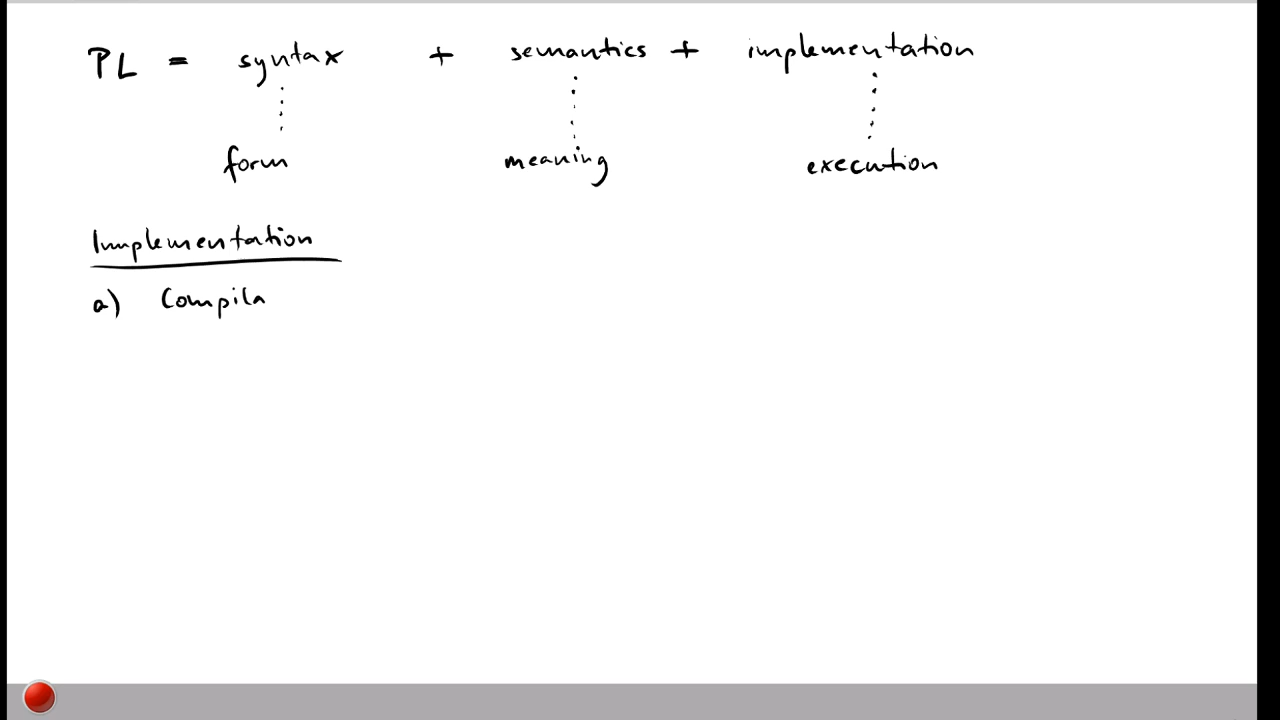 PL = syntax + semantics + implementation
form meaning execution
Implementation
a) Compila